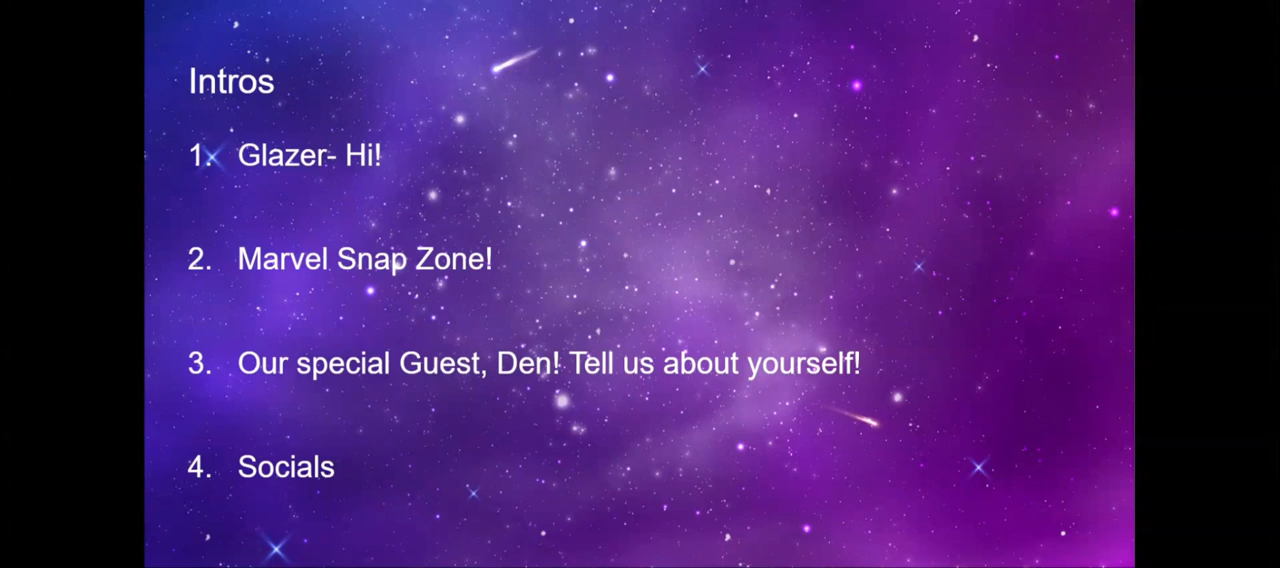 Intros
1. Glazer- Hi!
2. Marvel Snap Zone!
3. Our special Guest, Den! Tell us about yourself!
4. Socials